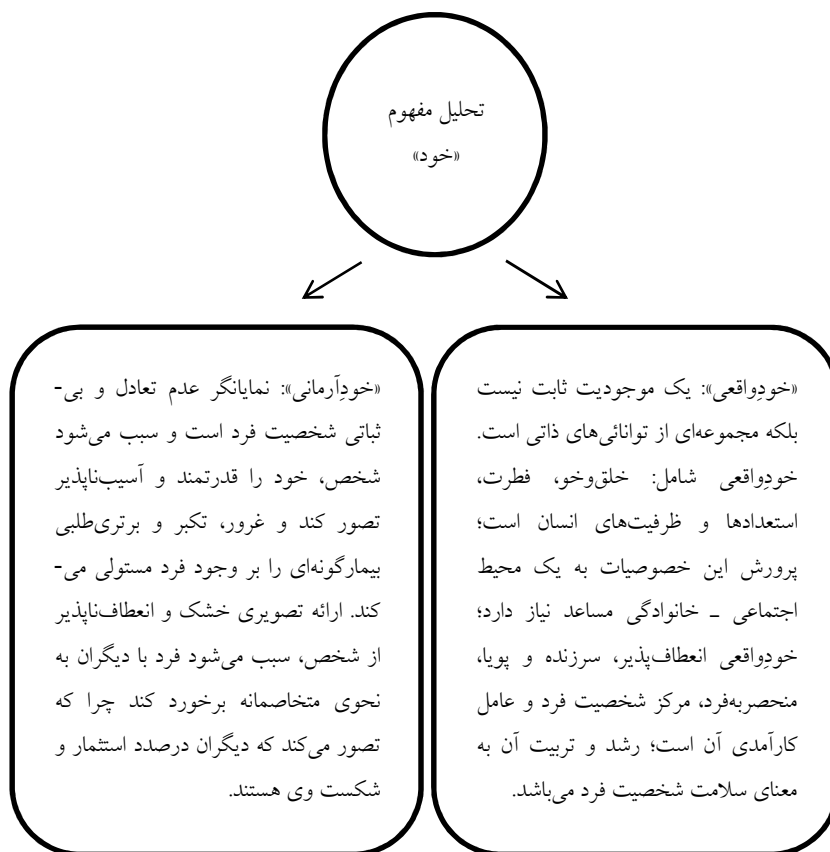 تحلیل مفهوم
«خود»
«خودِواقعی»: یک موجودیت ثابت نیست
بلکه مجموعه‌ای از توانائی‌های ذاتی است.
خودِواقعی شامل: خلق‌وخو، فطرت،
استعدادها و ظرفیت‌های انسان است؛
پرورش این خصوصیات به یک محیط
اجتماعی ـ خانوادگی مساعد نیاز دارد؛
خودِواقعی انعطاف‌پذیر، سرزنده و پویا،
منحصربه‌فرد، مرکز شخصیت فرد و عامل
کارآمدی آن است؛ رشد و تربیت آن به
معنای سلامت شخصیت فرد می‌باشد.
«خودِآرمانی»: نمایانگر عدم تعادل و بی-
ثباتی شخصیت فرد است و سبب می‌شود
شخص، خود را قدرتمند و آسیب‌ناپذیر
تصور کند و غرور، تکبر و برتری‌طلبی
بیمارگونه‌ای را بر وجود فرد مستولی می-
کند. ارائه تصویری خشک و انعطاف‌ناپذیر
از شخص، سبب می‌شود فرد با دیگران به
نحوی متخاصمانه برخورد کند چرا که
تصور می‌کند که دیگران درصدد استثمار و
شکست وی هستند.